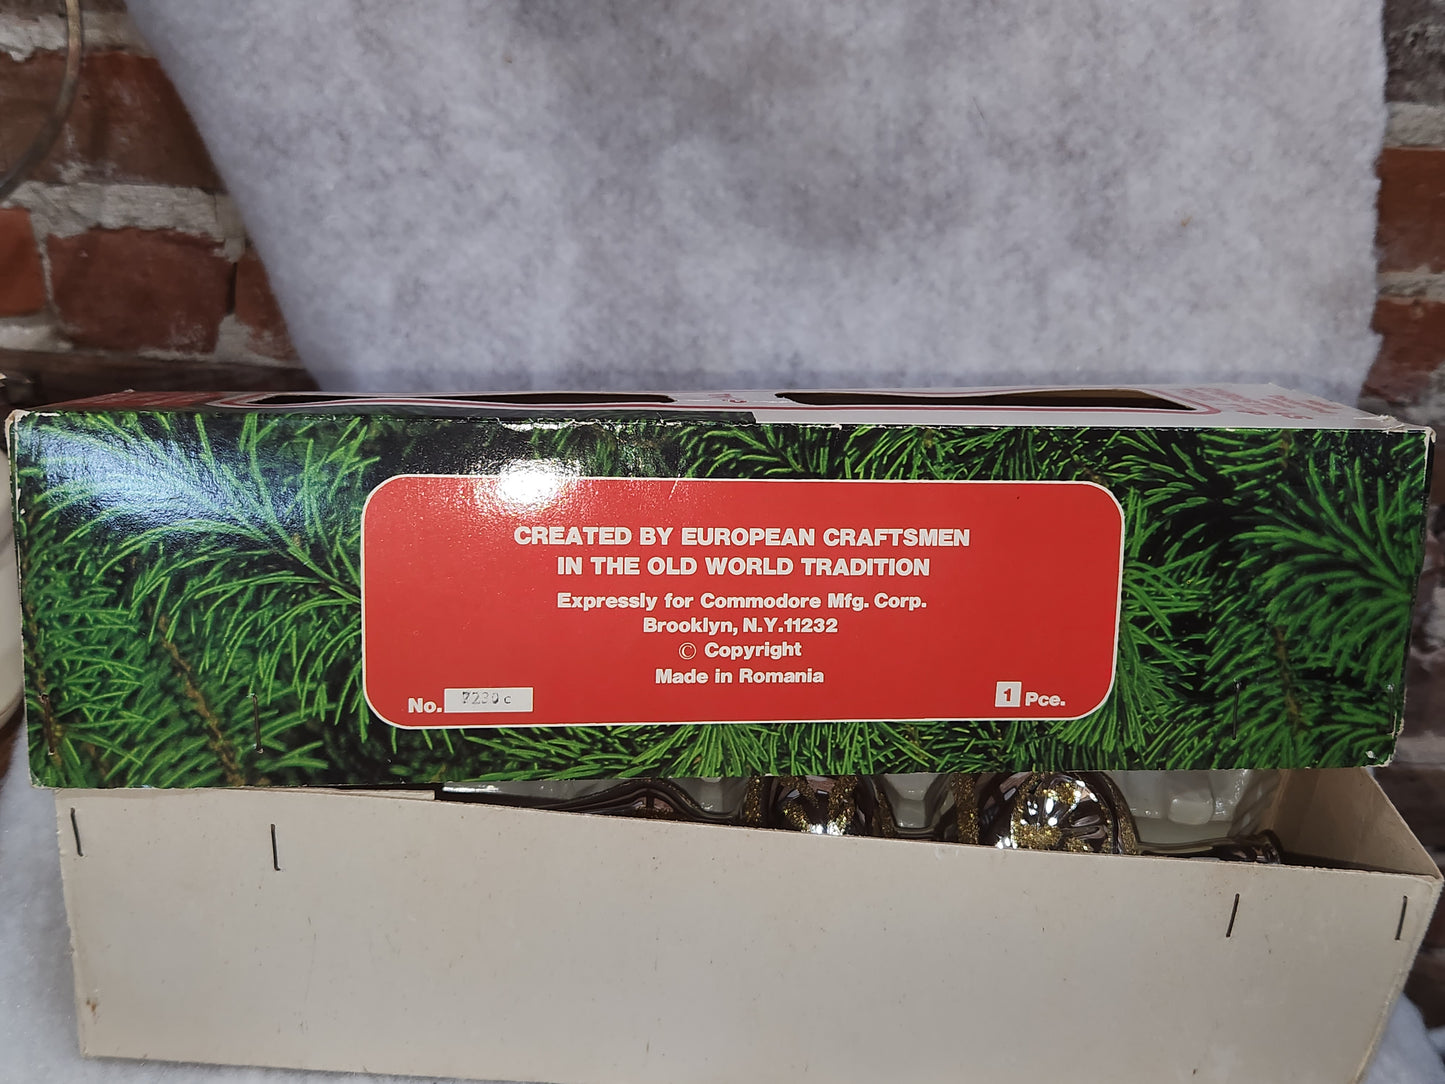 CREATED BY EUROPEAN CRAFTSMEN
IN THE OLD WORLD TRADITION
Expressly for Commodore Mfg. Corp.
Brooklyn, N.Y.11232
© Copyright
Made in Romania
No. 7230 c
1 Pce.